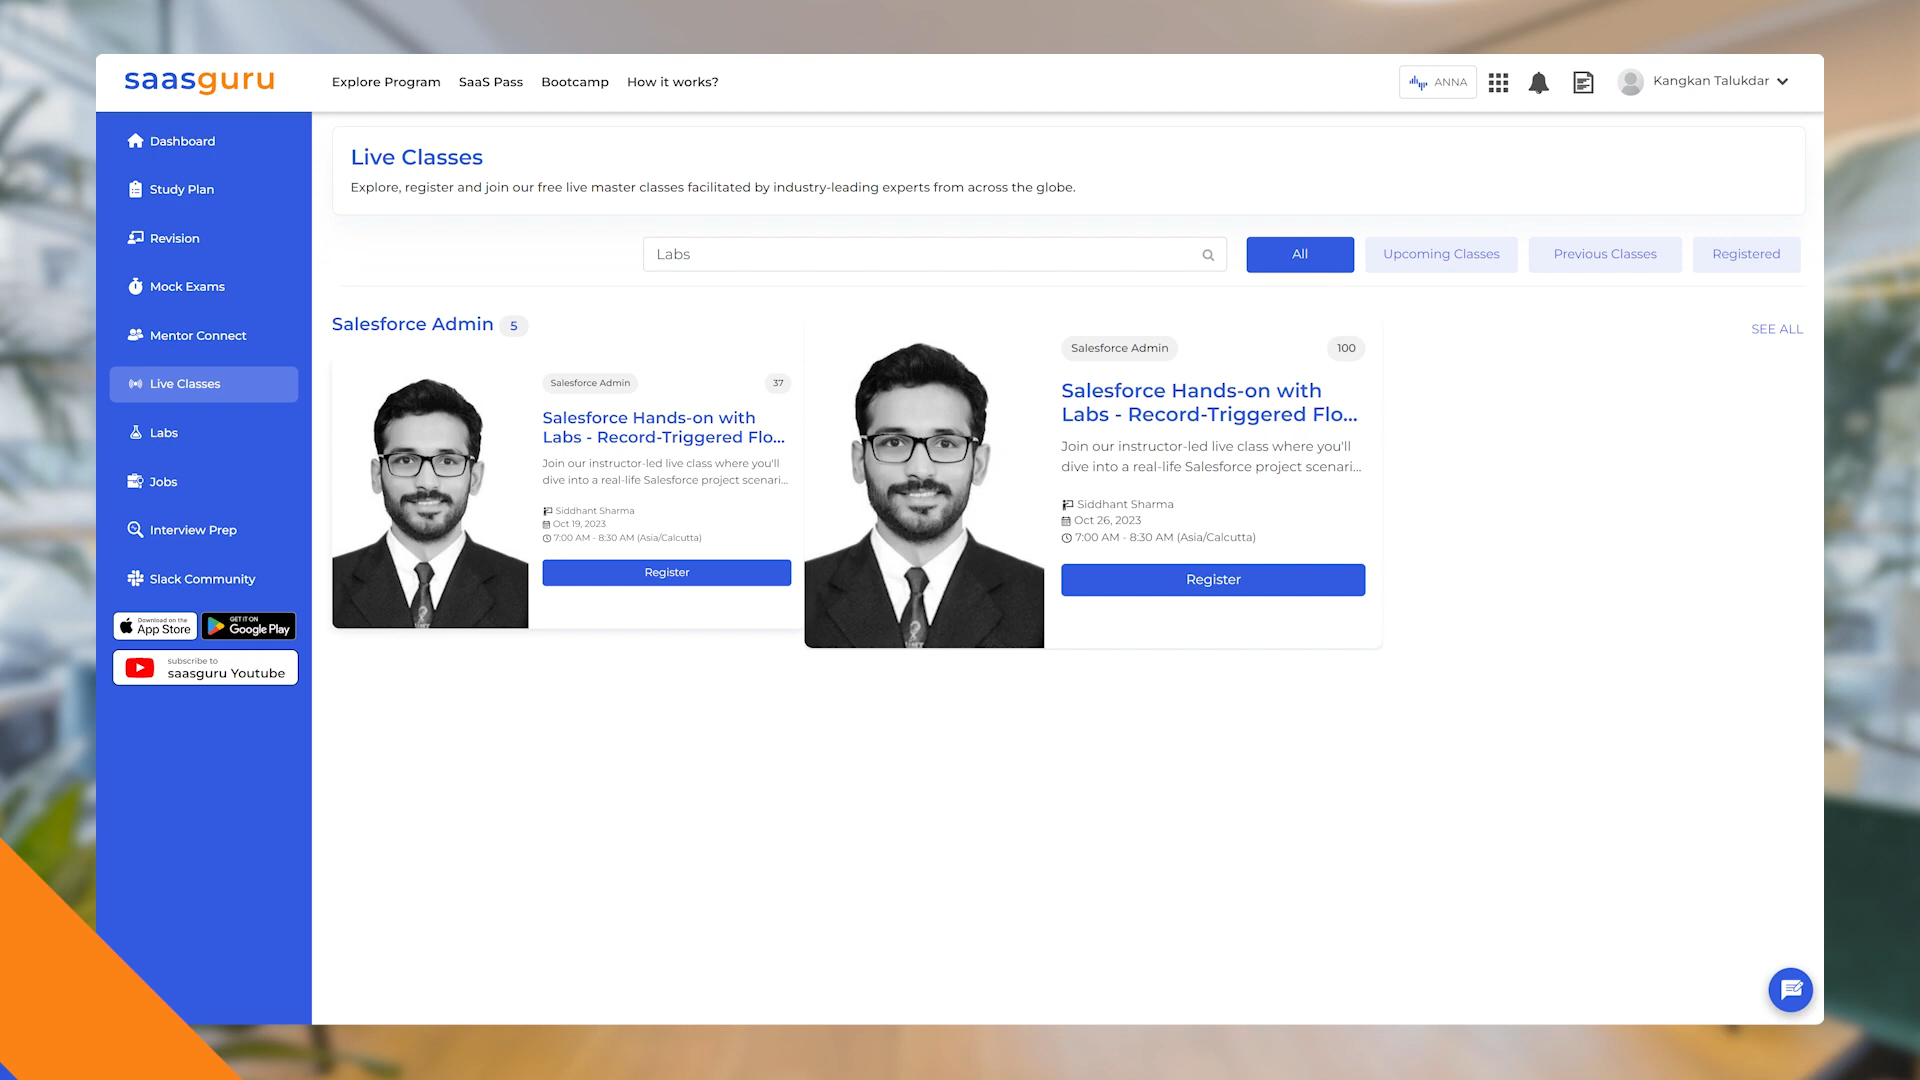 saasguru
Explore Program
SaaS Pass
Bootcamp
How it works?
ANNA
Kangkan Talukdar
Dashboard
Study Plan
Revision
Mock Exams
Mentor Connect
Live Classes
Labs
Jobs
Interview Prep
Slack Community
Download on the
App Store
GET IT ON
Google Play
subscribe to
saasguru Youtube
Live Classes
Explore, register and join our free live master classes facilitated by industry-leading experts from across the globe.
Labs
All
Upcoming Classes
Previous Classes
Registered
Salesforce Admin 5
SEE ALL
Salesforce Admin 37
Salesforce Hands-on with
Labs - Record-Triggered Flo...
Join our instructor-led live class where you'll
dive into a real-life Salesforce project scenari...
Siddhant Sharma
Oct 19, 2023
7:00 AM - 8:30 AM (Asia/Calcutta)
Register
Salesforce Admin 100
Salesforce Hands-on with
Labs - Record-Triggered Flo...
Join our instructor-led live class where you'll
dive into a real-life Salesforce project scenari...
Siddhant Sharma
Oct 26, 2023
7:00 AM - 8:30 AM (Asia/Calcutta)
Register